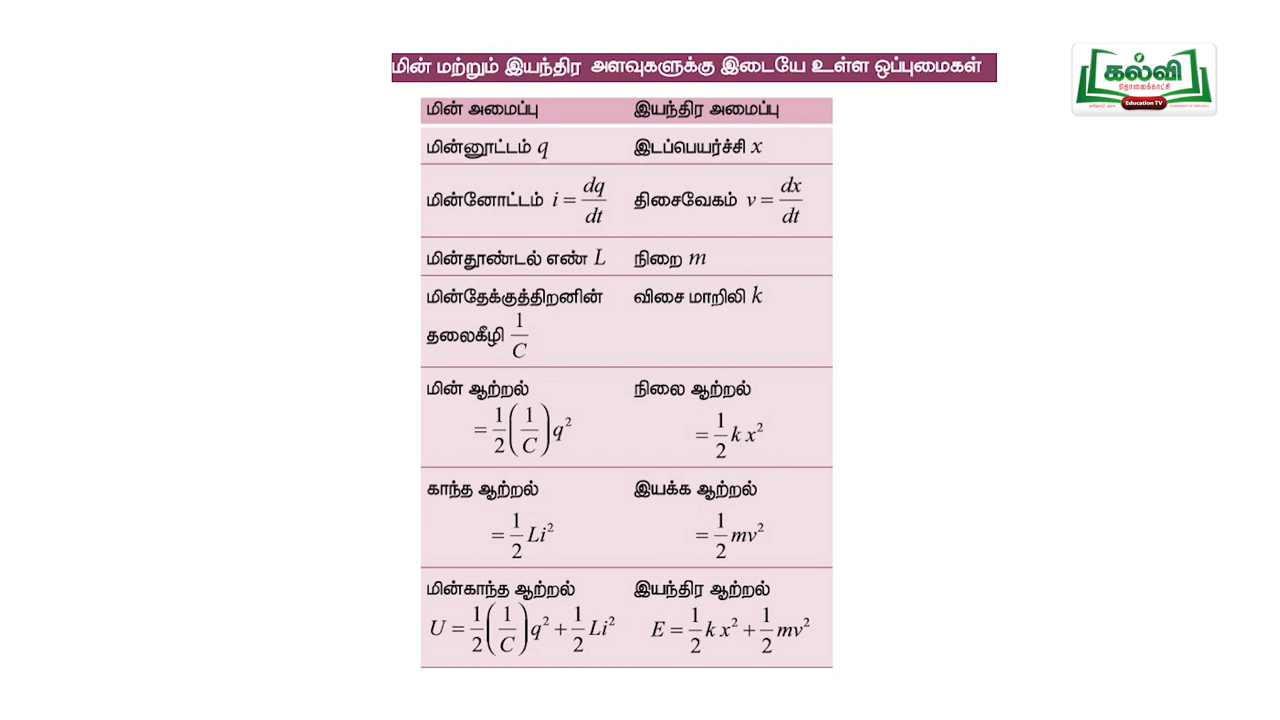 மின் மற்றும் இயந்திர அளவுகளுக்கு இடையே உள்ள ஒப்புமைகள்
கல்வி
தொலைக்காட்சி
Education TV
மின் அமைப்பு இயந்திர அமைப்பு
மின்னூட்டம் q இடப்பெயர்ச்சி x
மின்னோட்டம் i = dq/dt திசைவேகம் v = dx/dt
மின்தூண்டல் எண் L நிறை m
மின்தேக்குத்திறனின் விசை மாறிலி k
தலைகீழி 1/C
மின் ஆற்றல் நிலை ஆற்றல்
= 1/2 (1/C) q² = 1/2 k x²
காந்த ஆற்றல் இயக்க ஆற்றல்
= 1/2 Li² = 1/2 mv²
மின்காந்த ஆற்றல் இயந்திர ஆற்றல்
U = 1/2 (1/C) q² + 1/2 Li² E = 1/2 k x² + 1/2 mv²